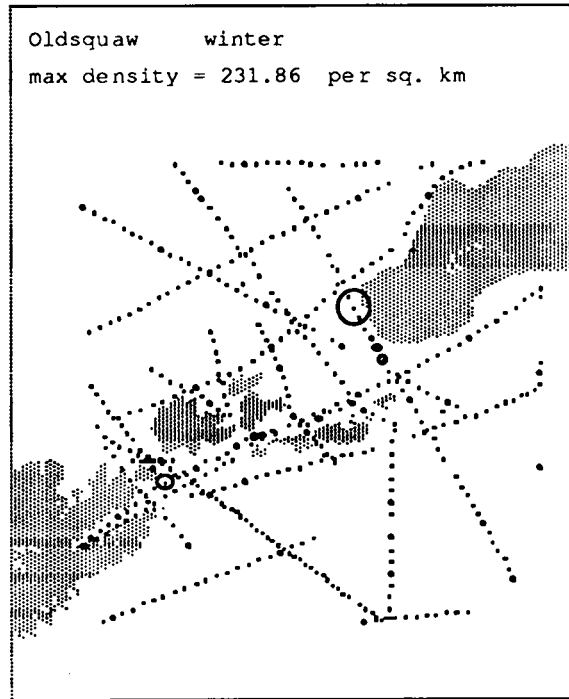 Oldsquaw winter
max density = 231.86 per sq. km